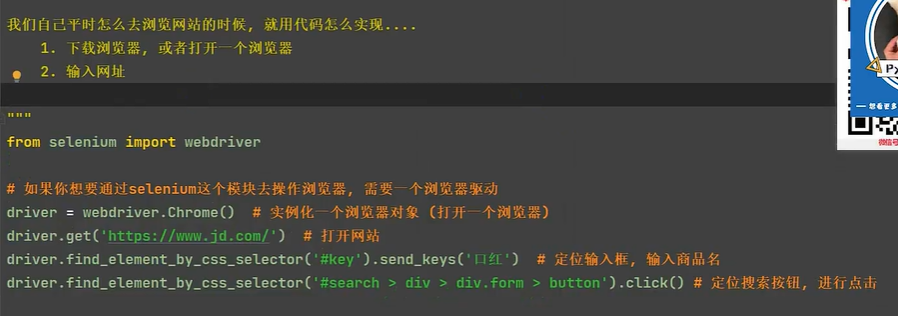 我们自己平时怎么去浏览网站的时候, 就用代码怎么实现....
1. 下载浏览器, 或者打开一个浏览器
2. 输入网址
"""
from selenium import webdriver
# 如果你想要通过selenium这个模块去操作浏览器, 需要一个浏览器驱动
driver = webdriver.Chrome()  # 实例化一个浏览器对象 (打开一个浏览器)
driver.get('https://www.jd.com/')  # 打开网站
driver.find_element_by_css_selector('#key').send_keys('口红')  # 定位输入框, 输入商品名
driver.find_element_by_css_selector('#search > div > div.form > button').click() # 定位搜索按钮, 进行点击
Py
想看更多
微信号